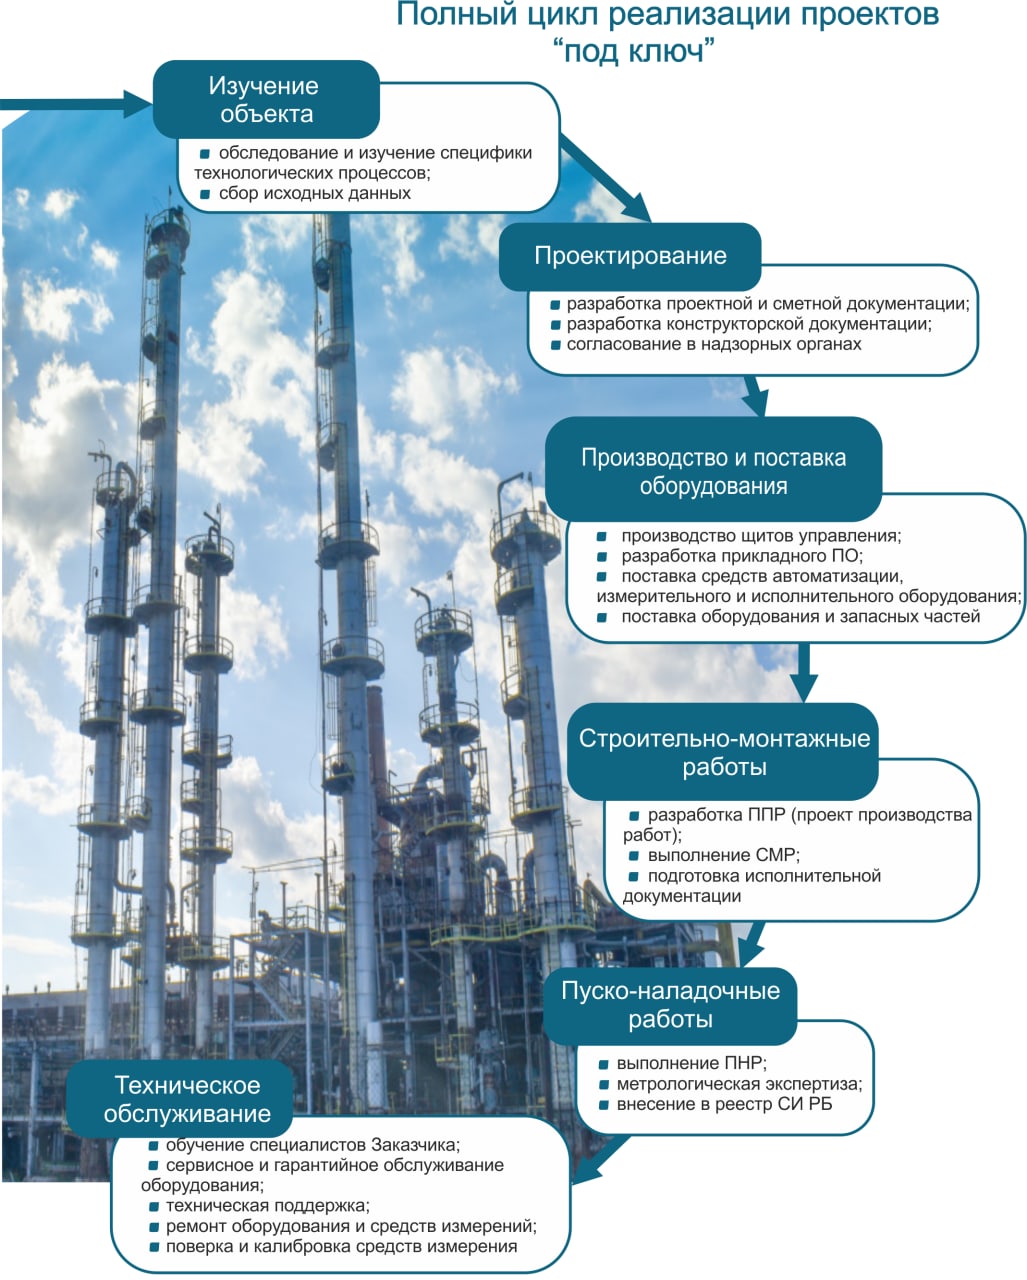 Полный цикл реализации проектов
“под ключ”
Изучение
объекта
обследование и изучение специфики
технологических процессов;
сбор исходных данных
Проектирование
разработка проектной и сметной документации;
разработка конструкторской документации;
согласование в надзорных органах
Производство и поставка
оборудования
производство щитов управления;
разработка прикладного ПО;
поставка средств автоматизации,
измерительного и исполнительного оборудования;
поставка оборудования и запасных частей
Строительно-монтажные
работы
разработка ППР (проект производства
работ);
выполнение СМР;
подготовка исполнительной
документации
Пуско-наладочные
работы
выполнение ПНР;
метрологическая экспертиза;
внесение в реестр СИ РБ
Техническое
обслуживание
обучение специалистов Заказчика;
сервисное и гарантийное обслуживание
оборудования;
техническая поддержка;
ремонт оборудования и средств измерений;
поверка и калибровка средств измерения